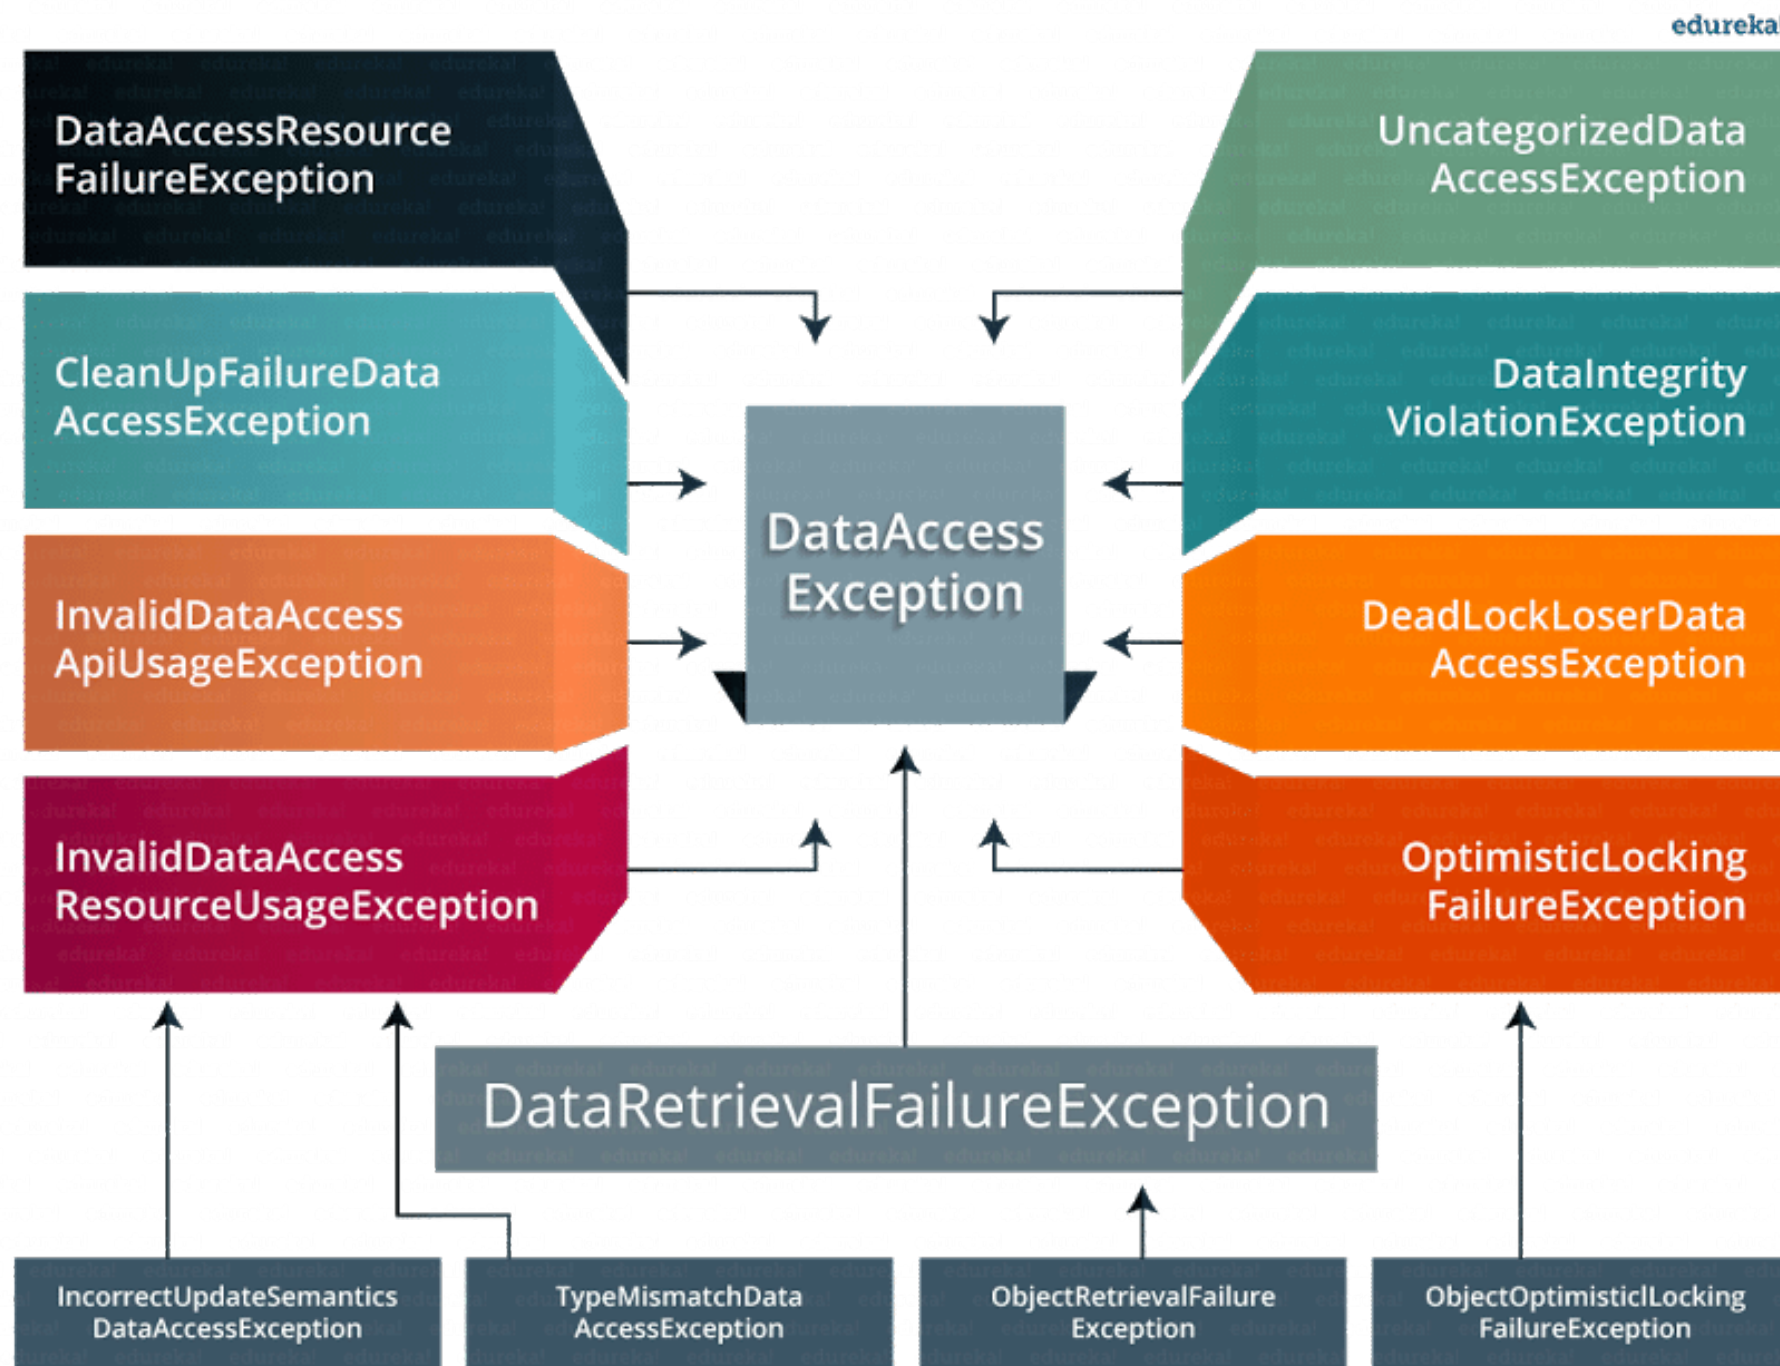 edureka!
DataAccessResource
FailureException
UncategorizedData
AccessException
CleanUpFailureData
AccessException
DataIntegrity
ViolationException
DataAccess
Exception
InvalidDataAccess
ApiUsageException
DeadLockLoserData
AccessException
InvalidDataAccess
ResourceUsageException
OptimisticLocking
FailureException
DataRetrievalFailureException
IncorrectUpdateSemantics
DataAccessException
TypeMismatchData
AccessException
ObjectRetrievalFailure
Exception
ObjectOptimisticlLocking
FailureException